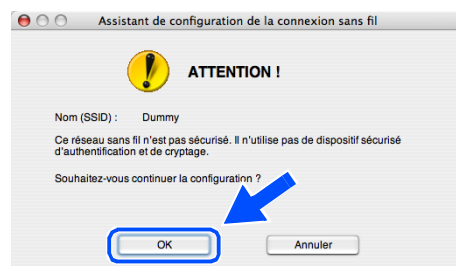 Assistant de configuration de la connexion sans fil
ATTENTION !
Nom (SSID) : Dummy
Ce réseau sans fil n'est pas sécurisé. Il n'utilise pas de dispositif sécurisé
d'authentification et de cryptage.
Souhaitez-vous continuer la configuration ?
OK Annuler